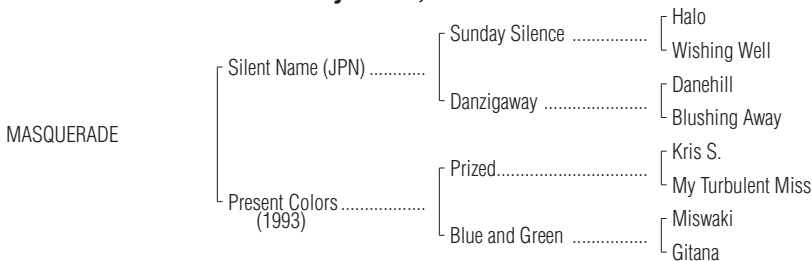 Halo
Sunday Silence ................
Wishing Well
Silent Name (JPN) ............
Danehill
Danzigaway ......................
Blushing Away
MASQUERADE
Kris S.
Prized................................
My Turbulent Miss
Present Colors ..................
(1993)
Miswaki
Blue and Green ................
Gitana